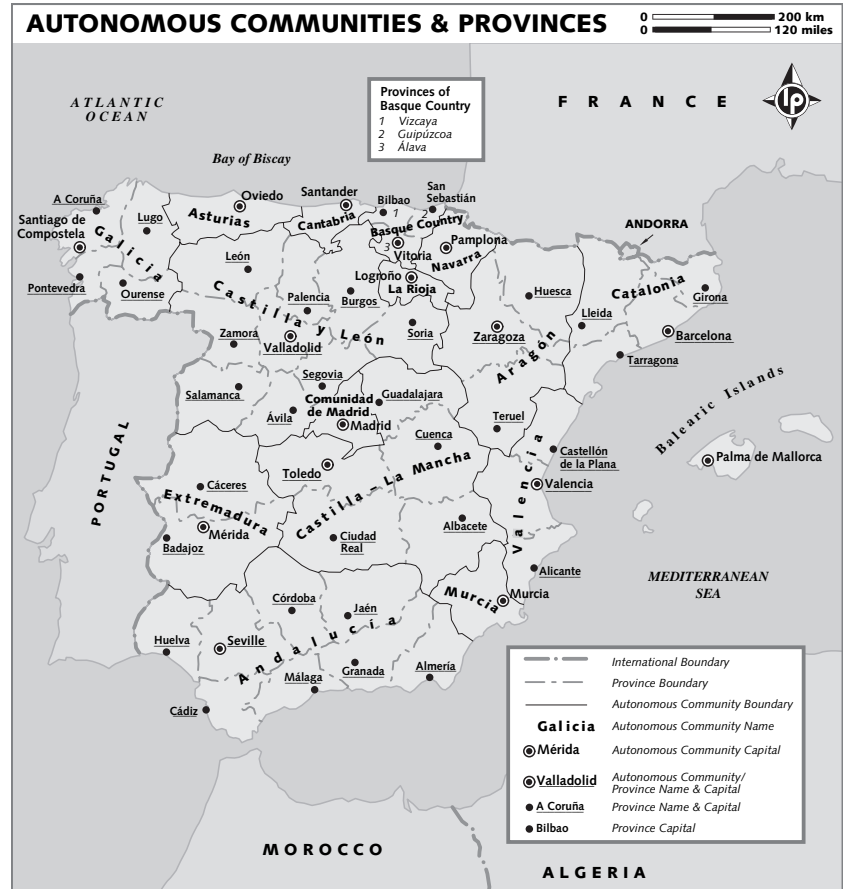 AUTONOMOUS COMMUNITIES & PROVINCES
0 200 km
0 120 miles
ATLANTIC
OCEAN
Provinces of
Basque Country
1 Vizcaya
2 Guipúzcoa
3 Álava
FRANCE
lp
Bay of Biscay
A Coruña
Santiago de
Compostela
Lugo
Galicia
Pontevedra
Ourense
Oviedo
Asturias
Santander
Cantabria
Bilbao
1
San
Sebastián
2
Basque Country
3
Vitoria
Pamplona
Navarra
ANDORRA
León
Logroño
La Rioja
Castilla y León
Palencia
Burgos
Huesca
Catalonia
Girona
Lleida
Zamora
Valladolid
Soria
Zaragoza
Barcelona
Aragón
Tarragona
Salamanca
Segovia
Ávila
Comunidad
de Madrid
Madrid
Guadalajara
Teruel
Cuenca
Balearic Islands
Palma de Mallorca
PORTUGAL
Toledo
Castilla – La Mancha
Castellón
de la Plana
Valencia
Valencia
Cáceres
Extremadura
Mérida
Badajoz
Ciudad
Real
Albacete
Alicante
MEDITERRANEAN
SEA
Murcia
Murcia
Córdoba
Jaén
Huelva
Seville
Andalucía
Granada
Almería
Málaga
Cádiz
International Boundary
Province Boundary
Autonomous Community Boundary
Galicia Autonomous Community Name
Mérida Autonomous Community Capital
Valladolid Autonomous Community/
Province Name & Capital
A Coruña Province Name & Capital
Bilbao Province Capital
MOROCCO
ALGERIA